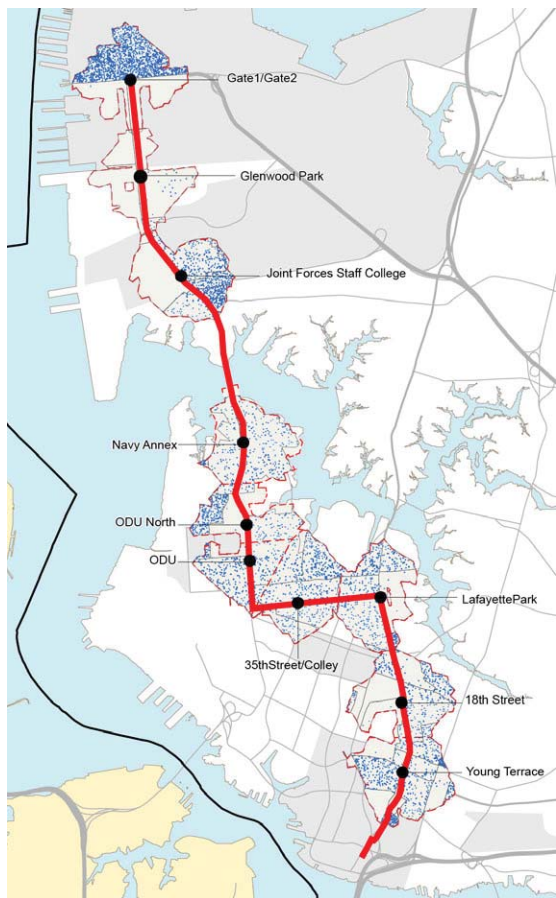 Gate1/Gate2
Glenwood Park
Joint Forces Staff College
Navy Annex
ODU North
ODU
LafayettePark
35thStreet/Colley
18th Street
Young Terrace